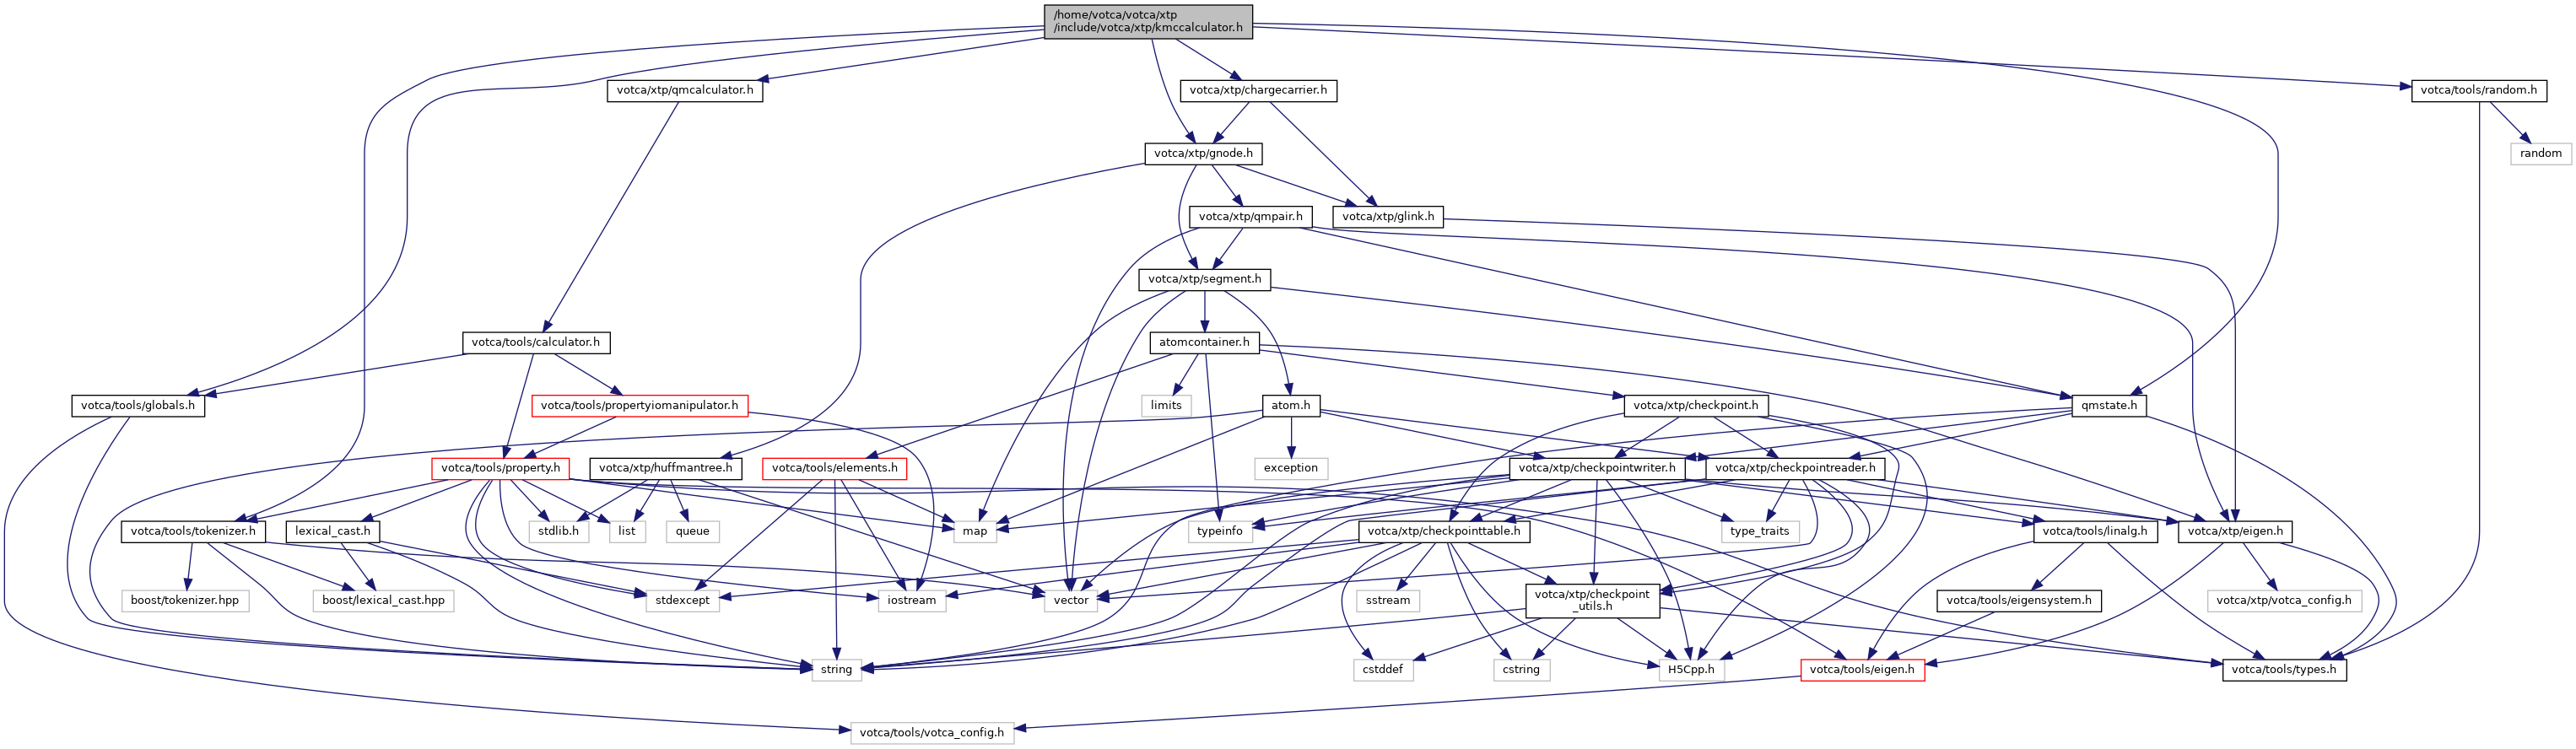 /home/votca/votca/xtp
/include/votca/xtp/kmccalculator.h
votca/xtp/qmcalculator.h
votca/xtp/chargecarrier.h
votca/tools/random.h
votca/xtp/gnode.h
random
votca/xtp/qmpair.h
votca/xtp/glink.h
votca/xtp/segment.h
votca/tools/calculator.h
atomcontainer.h
votca/tools/globals.h
votca/tools/propertyiomanipulator.h
limits
atom.h
votca/xtp/checkpoint.h
qmstate.h
votca/tools/property.h
votca/xtp/huffmantree.h
votca/tools/elements.h
exception
votca/xtp/checkpointwriter.h
votca/xtp/checkpointreader.h
votca/tools/tokenizer.h
lexical_cast.h
stdlib.h
list
queue
map
typeinfo
votca/xtp/checkpointtable.h
type_traits
votca/tools/linalg.h
votca/xtp/eigen.h
boost/tokenizer.hpp
boost/lexical_cast.hpp
stdexcept
iostream
vector
sstream
votca/xtp/checkpoint
_utils.h
votca/tools/eigensystem.h
votca/xtp/votca_config.h
string
cstddef
cstring
H5Cpp.h
votca/tools/eigen.h
votca/tools/types.h
votca/tools/votca_config.h